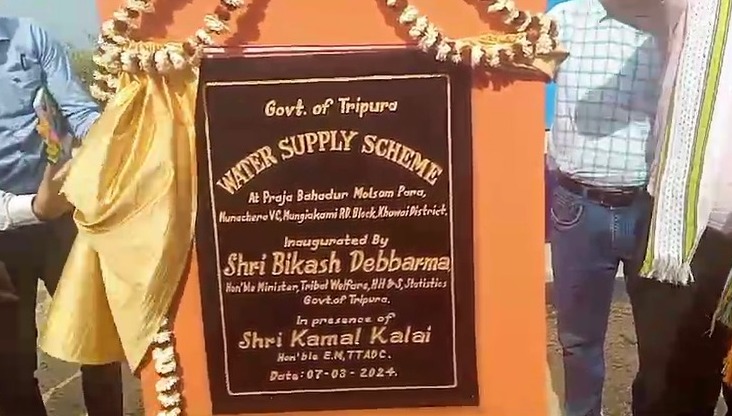 Govt. of Tripura
WATER SUPPLY SCHEME
At Praja Bahadur Molsom Para,
Nunachera VC, Mungiakami RD. Block, Khowai District.
Inaugurated By
Shri Bikash Debbarma
Hon'ble Minister, Tribal Welfare, HH & S, Statistics
Govt. of Tripura.
In presence of
Shri Kamal Kalai
Hon'ble E.M, TTADC.
Date: 07-03-2024.